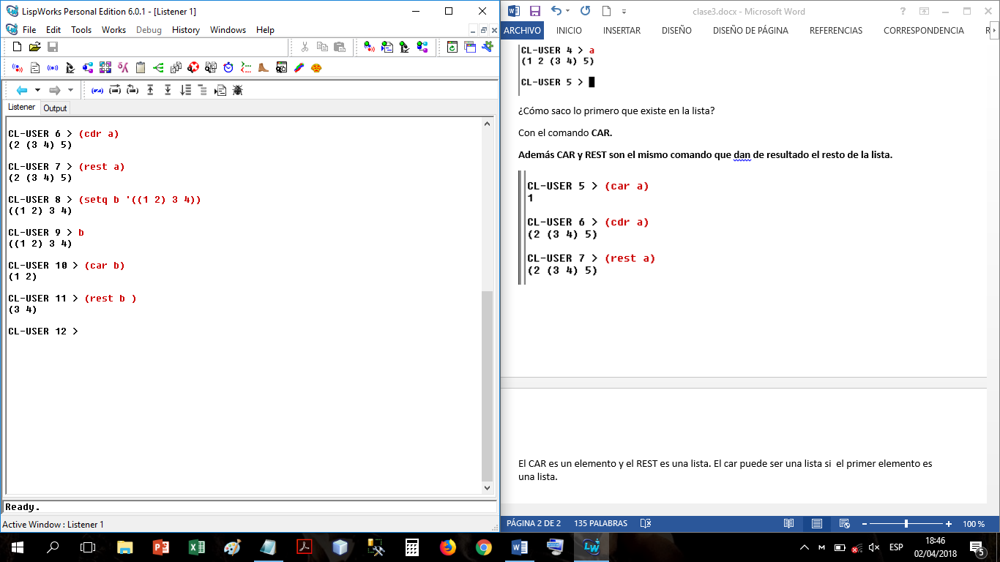 LispWorks Personal Edition 6.0.1 - [Listener 1]
File Edit Tools Works Debug History Windows Help
Listener Output
CL-USER 6 > (cdr a)
(2 (3 4) 5)
CL-USER 7 > (rest a)
(2 (3 4) 5)
CL-USER 8 > (setq b '((1 2) 3 4))
((1 2) 3 4)
CL-USER 9 > b
((1 2) 3 4)
CL-USER 10 > (car b)
(1 2)
CL-USER 11 > (rest b )
(3 4)
CL-USER 12 >
Ready.
Active Window : Listener 1
clase3.docx - Microsoft Word
ARCHIVO INICIO INSERTAR DISEÑO DISEÑO DE PÁGINA REFERENCIAS CORRESPONDENCIA R
CL-USER 4 > a
(1 2 (3 4) 5)
CL-USER 5 >
¿Cómo saco lo primero que existe en la lista?
Con el comando CAR.
Además CAR y REST son el mismo comando que dan de resultado el resto de la lista.
CL-USER 5 > (car a)
1
CL-USER 6 > (cdr a)
(2 (3 4) 5)
CL-USER 7 > (rest a)
(2 (3 4) 5)
El CAR es un elemento y el REST es una lista. El car puede ser una lista si  el primer elemento es
una lista.
PÁGINA 2 DE 2 135 PALABRAS 100 %
ESP
18:46
02/04/2018
5